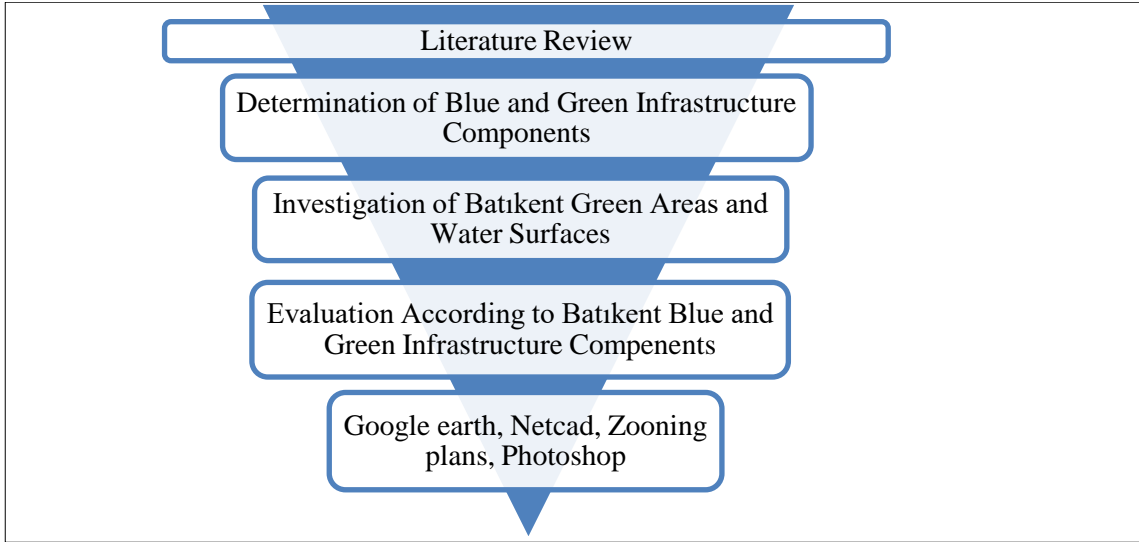 Literature Review
Determination of Blue and Green Infrastructure
Components
Investigation of Batıkent Green Areas and
Water Surfaces
Evaluation According to Batıkent Blue and
Green Infrastructure Compenents
Google earth, Netcad, Zooning
plans, Photoshop